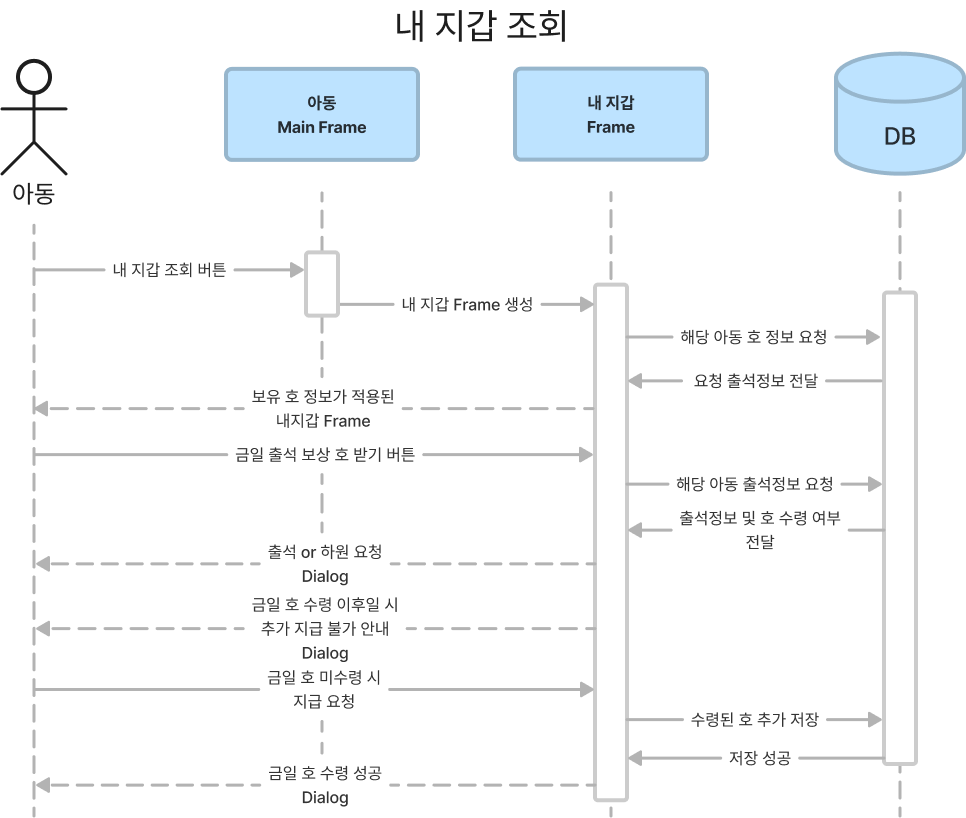 내 지갑 조회
아동
아동
Main Frame
내 지갑
Frame
DB
내 지갑 조회 버튼
내 지갑 Frame 생성
해당 아동 호 정보 요청
요청 출석정보 전달
보유 호 정보가 적용된
내지갑 Frame
금일 출석 보상 호 받기 버튼
해당 아동 출석정보 요청
출석정보 및 호 수령 여부
전달
출석 or 하원 요청
Dialog
금일 호 수령 이후일 시
추가 지급 불가 안내
Dialog
금일 호 미수령 시
지급 요청
수령된 호 추가 저장
저장 성공
금일 호 수령 성공
Dialog